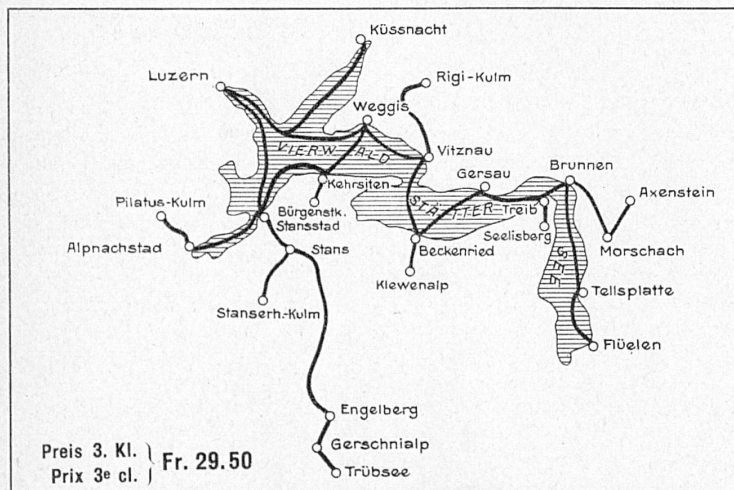 Küssnacht
Luzern
Rigi-Kulm
Weggis
VIERWALD
Vitznau
Kehrsiten
Gersau
Brunnen
STÄTTER
Treib
Axenstein
Pilatus-Kulm
Bürgenstk.
Stansstad
Seelisberg
Alpnachstad
Stans
Beckenried
Morschach
SEE
Klewenalp
Tellsplatte
Stanserh.-Kulm
Flüelen
Engelberg
Gerschnialp
Trübsee
Preis 3. Kl. } Fr. 29.50
Prix 3e cl.